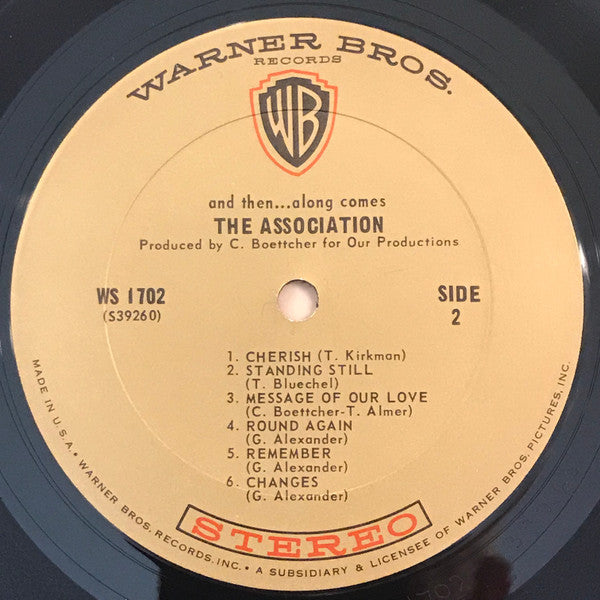 WARNER BROS.
RECORDS
WB
and then...along comes
THE ASSOCIATION
Produced by C. Boettcher for Our Productions
WS 1702
(S39260)
SIDE
2
1. CHERISH (T. Kirkman)
2. STANDING STILL
(T. Bluechel)
3. MESSAGE OF OUR LOVE
(C. Boettcher-T. Almer)
4. ROUND AGAIN
(G. Alexander)
5. REMEMBER
(G. Alexander)
6. CHANGES
(G. Alexander)
STEREO
MADE IN U.S.A. • WARNER BROS. RECORDS, INC. • A SUBSIDIARY & LICENSEE OF WARNER BROS. PICTURES, INC.
1702